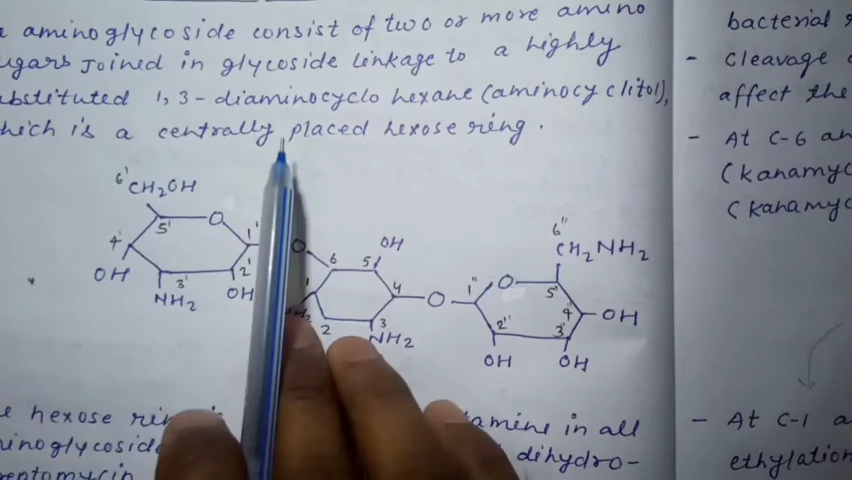 aminoglycoside consist of two or more amino
ugars joined in glycoside linkage to a highly
bstituted 1,3-diaminocyclo hexane (aminocyclitol),
hich is a centrally placed hexose ring.
6' CH₂OH
5'
O
4'
1'
OH
3'
2'
NH₂
OH
O
6
5
OH
1
4
2
3
NH₂
O
1"
O
6"
CH₂NH₂
5"
4"
OH
3'
2"
OH
OH
e hexose
amine in all
dihydro-
bacterial
- Cleavage
affect the
- At C-6
(kanamyc
(kanamyc
- At C-1
ethylation